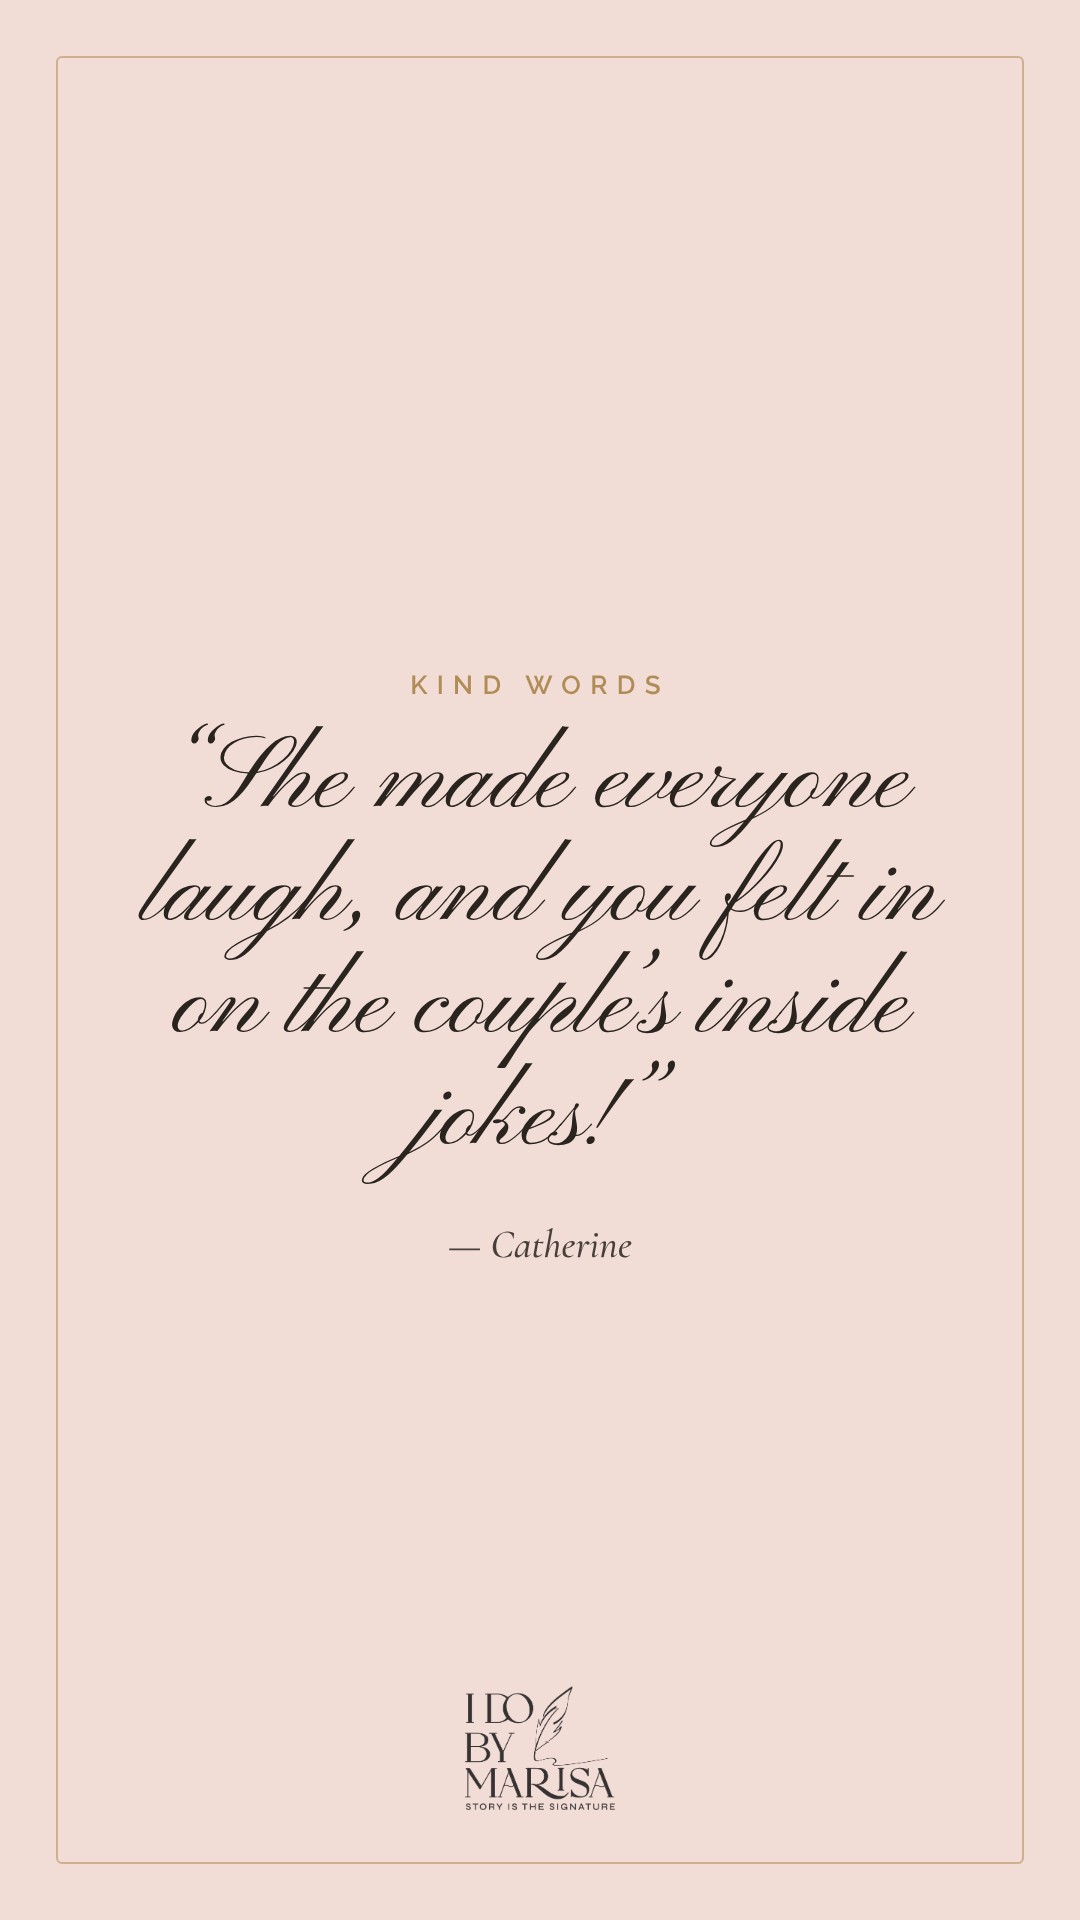 KIND WORDS
“She made everyone
laugh, and you felt in
on the couple’s inside
jokes!”
— Catherine
I DO
BY
MARISA
STORY IS THE SIGNATURE